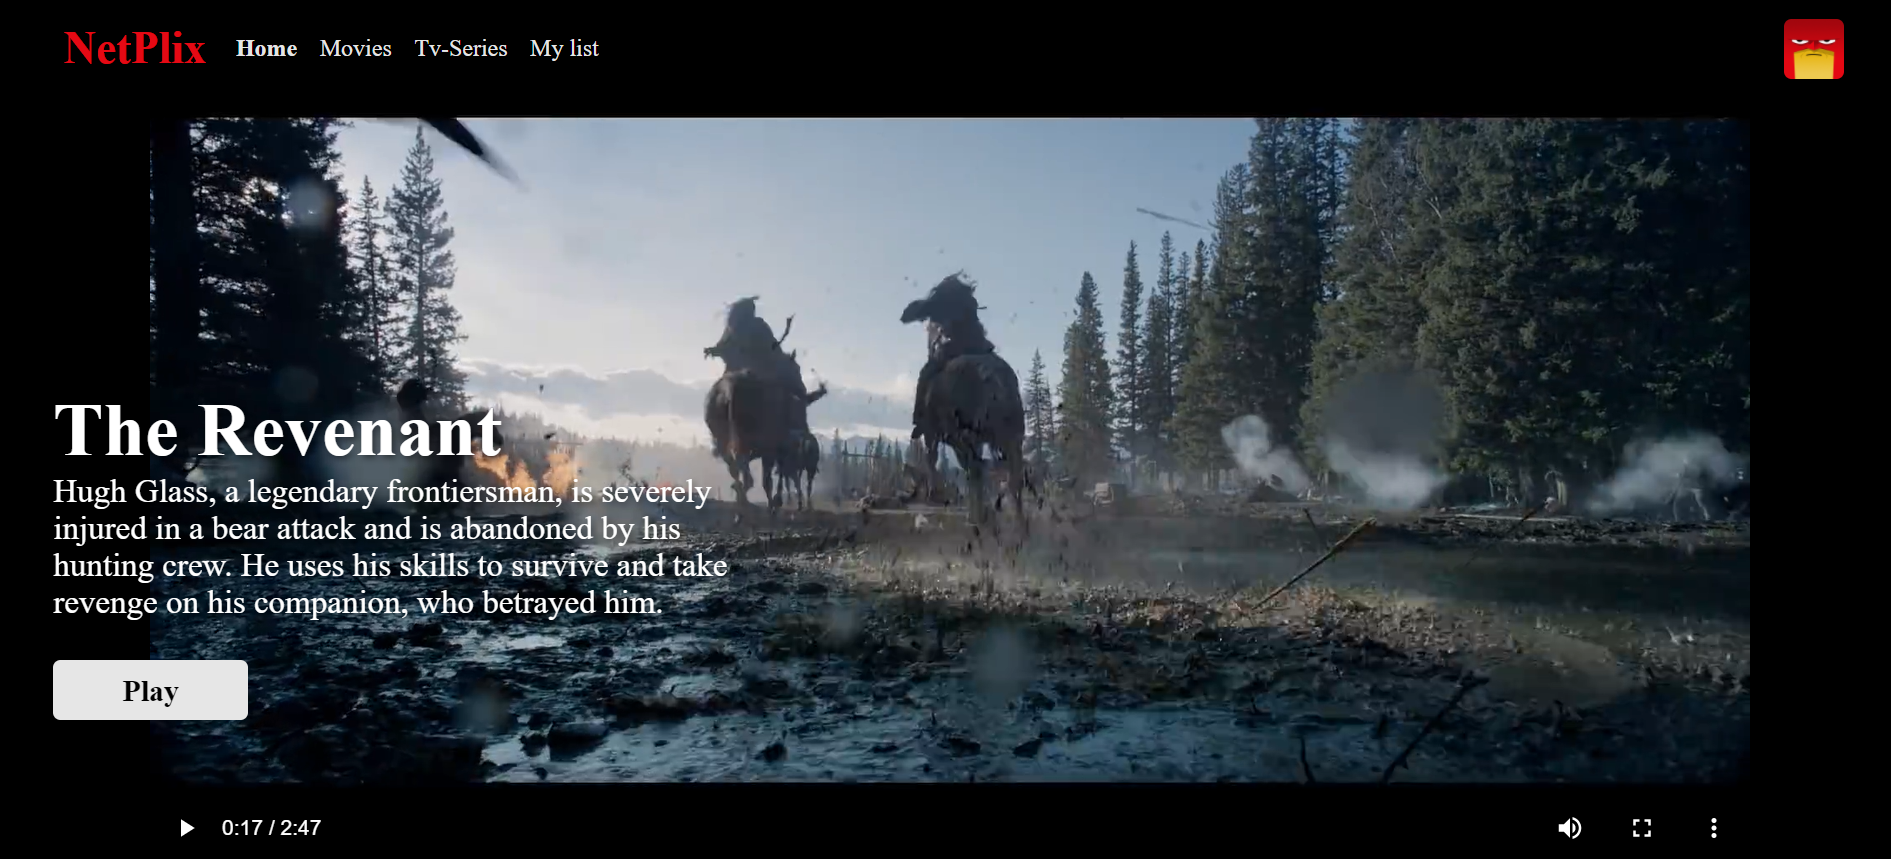 NetPlix Home Movies Tv-Series My list
The Revenant
Hugh Glass, a legendary frontiersman, is severely
injured in a bear attack and is abandoned by his
hunting crew. He uses his skills to survive and take
revenge on his companion, who betrayed him.
Play
0:17 / 2:47